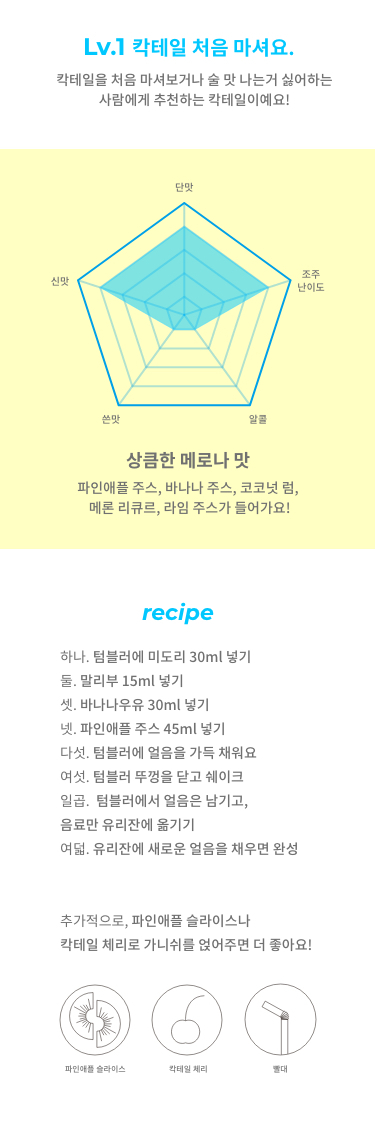 Lv.1 칵테일 처음 마셔요.
칵테일을 처음 마셔보거나 술 맛 나는거 싫어하는
사람에게 추천하는 칵테일이예요!
단맛
신맛
조주
난이도
쓴맛
알콜
상큼한 메로나 맛
파인애플 주스, 바나나 주스, 코코넛 럼,
메론 리큐르, 라임 주스가 들어가요!
recipe
하나. 텀블러에 미도리 30ml 넣기
둘. 말리부 15ml 넣기
셋. 바나나우유 30ml 넣기
넷. 파인애플 주스 45ml 넣기
다섯. 텀블러에 얼음을 가득 채워요
여섯. 텀블러 뚜껑을 닫고 쉐이크
일곱. 텀블러에서 얼음은 남기고,
음료만 유리잔에 옮기기
여덟. 유리잔에 새로운 얼음을 채우면 완성
추가적으로, 파인애플 슬라이스나
칵테일 체리로 가니쉬를 얹어주면 더 좋아요!
파인애플 슬라이스
칵테일 체리
빨대